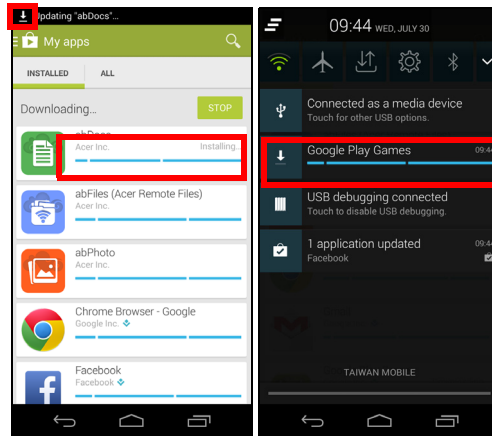 Updating "abDocs"...
My apps
INSTALLED ALL
Downloading... STOP
abDocs
Acer Inc. Installing...
abFiles (Acer Remote Files)
Acer Inc.
abPhoto
Acer Inc.
Chrome Browser - Google
Google Inc.
Facebook
Facebook
09:44 WED, JULY 30
Connected as a media device
Touch for other USB options.
Google Play Games 09:44
USB debugging connected
Touch to disable USB debugging.
1 application updated 09:44
Facebook
TAIWAN MOBILE